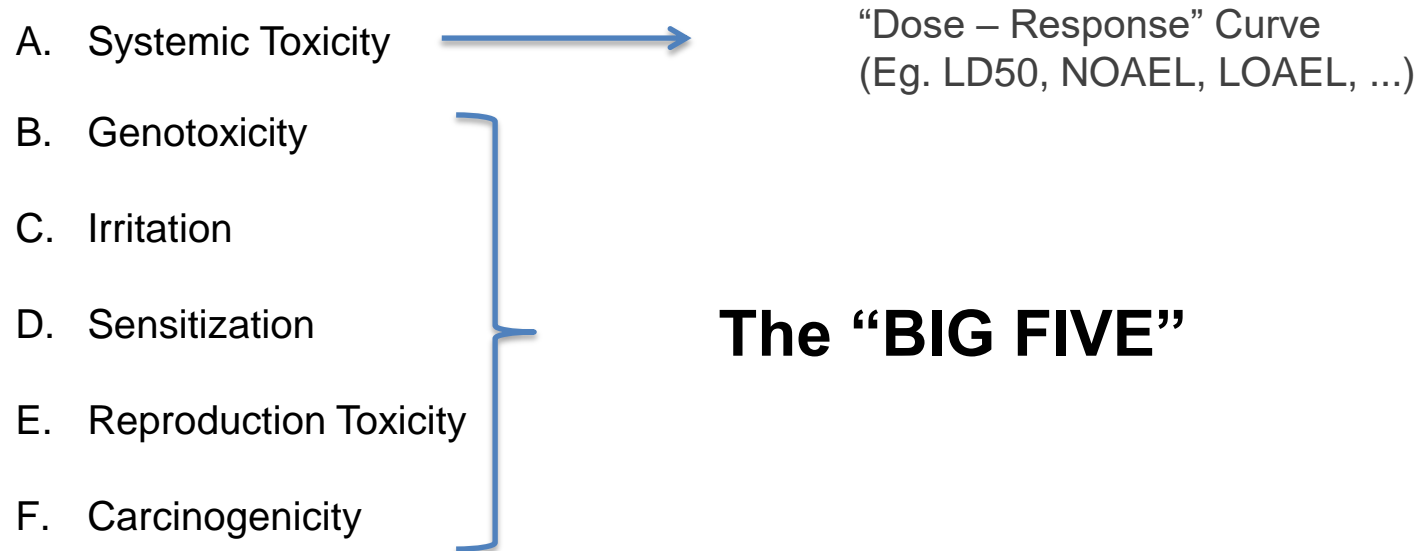 A. Systemic Toxicity
“Dose – Response” Curve
(Eg. LD50, NOAEL, LOAEL, ...)
B. Genotoxicity
C. Irritation
D. Sensitization
The “BIG FIVE”
E. Reproduction Toxicity
F. Carcinogenicity